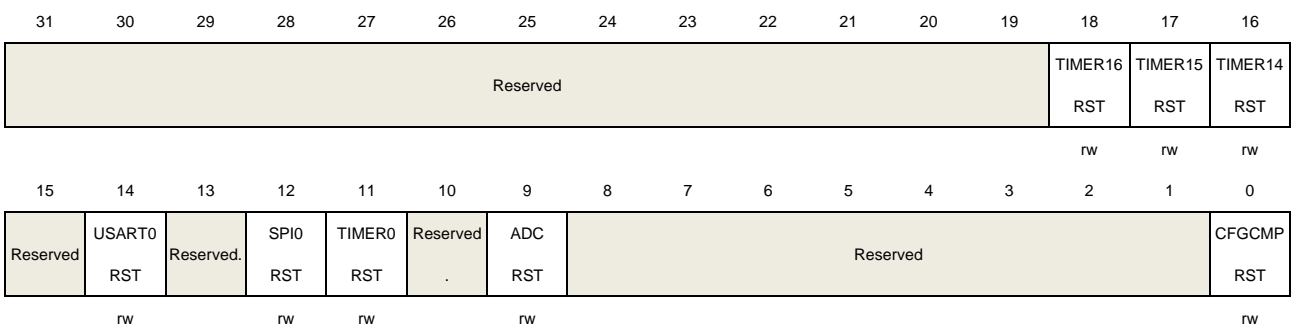 31 30 29 28 27 26 25 24 23 22 21 20 19 18 17 16
Reserved TIMER16 TIMER15 TIMER14
RST RST RST
rw rw rw
15 14 13 12 11 10 9 8 7 6 5 4 3 2 1 0
Reserved USART0 Reserved. SPI0 TIMER0 Reserved ADC Reserved CFGCMP
RST RST RST . RST RST
rw rw rw rw rw